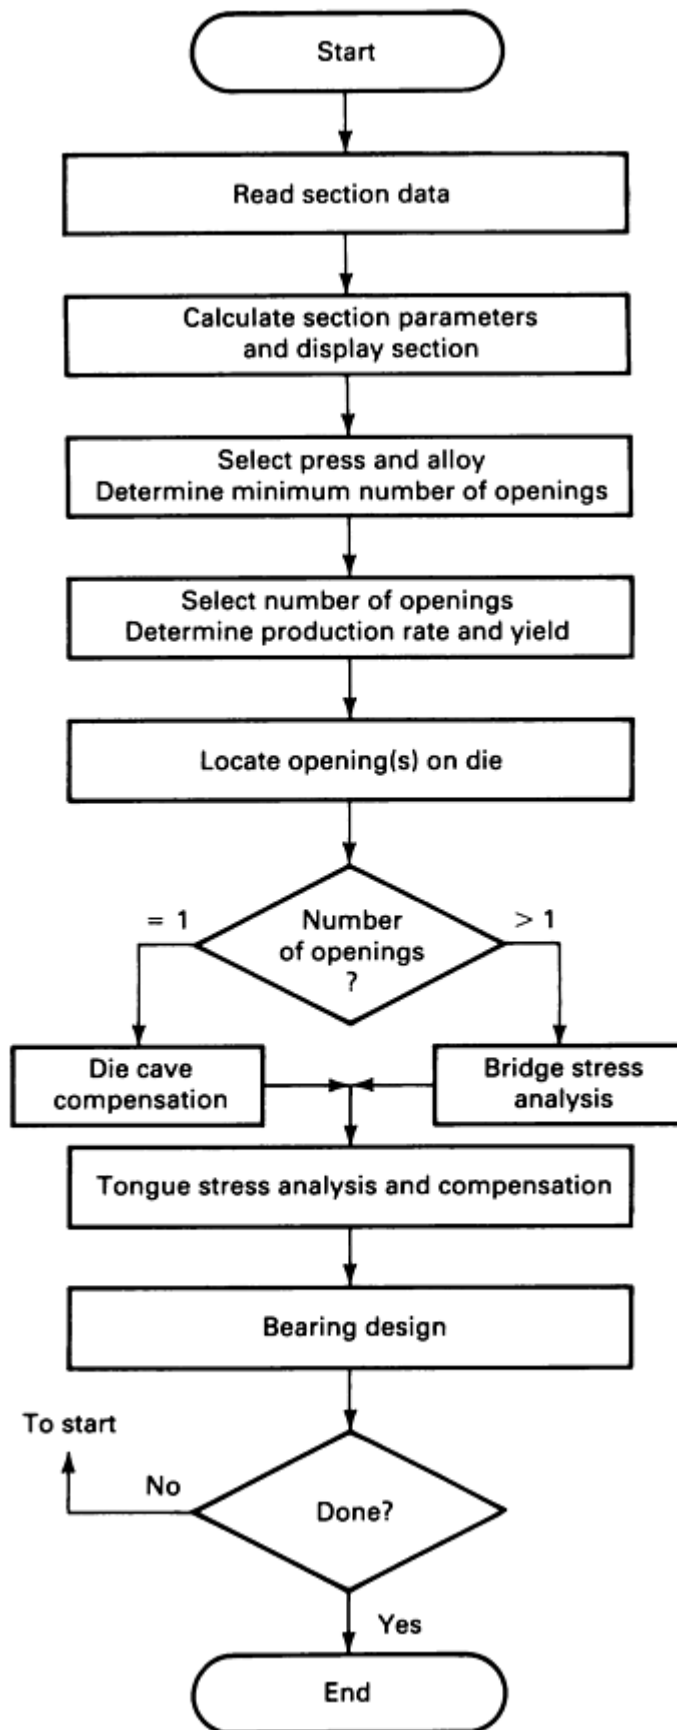 Start
Read section data
Calculate section parameters
and display section
Select press and alloy
Determine minimum number of openings
Select number of openings
Determine production rate and yield
Locate opening(s) on die
= 1
Number
of openings
?
> 1
Die cave
compensation
Bridge stress
analysis
Tongue stress analysis and compensation
Bearing design
To start
No
Done?
Yes
End